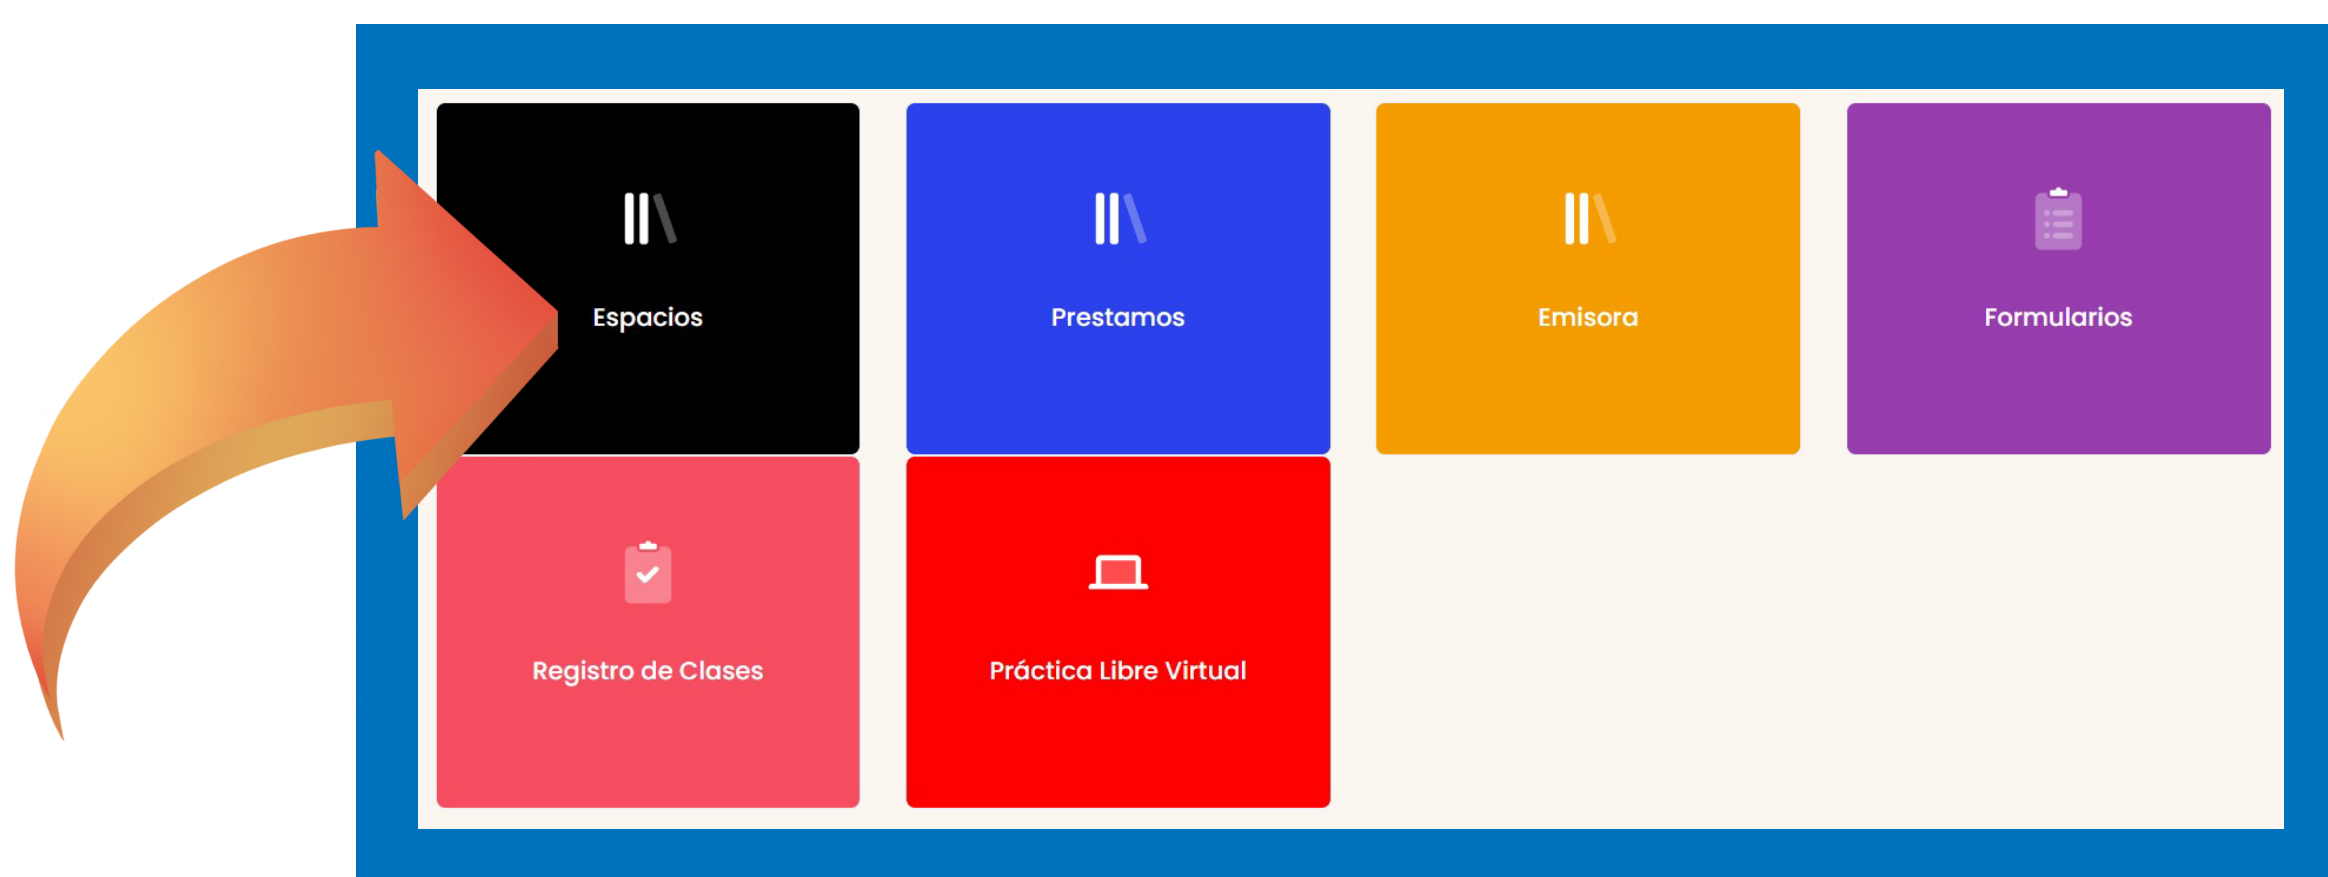 Espacios
Prestamos
Emisora
Formularios
Registro de Clases
Práctica Libre Virtual